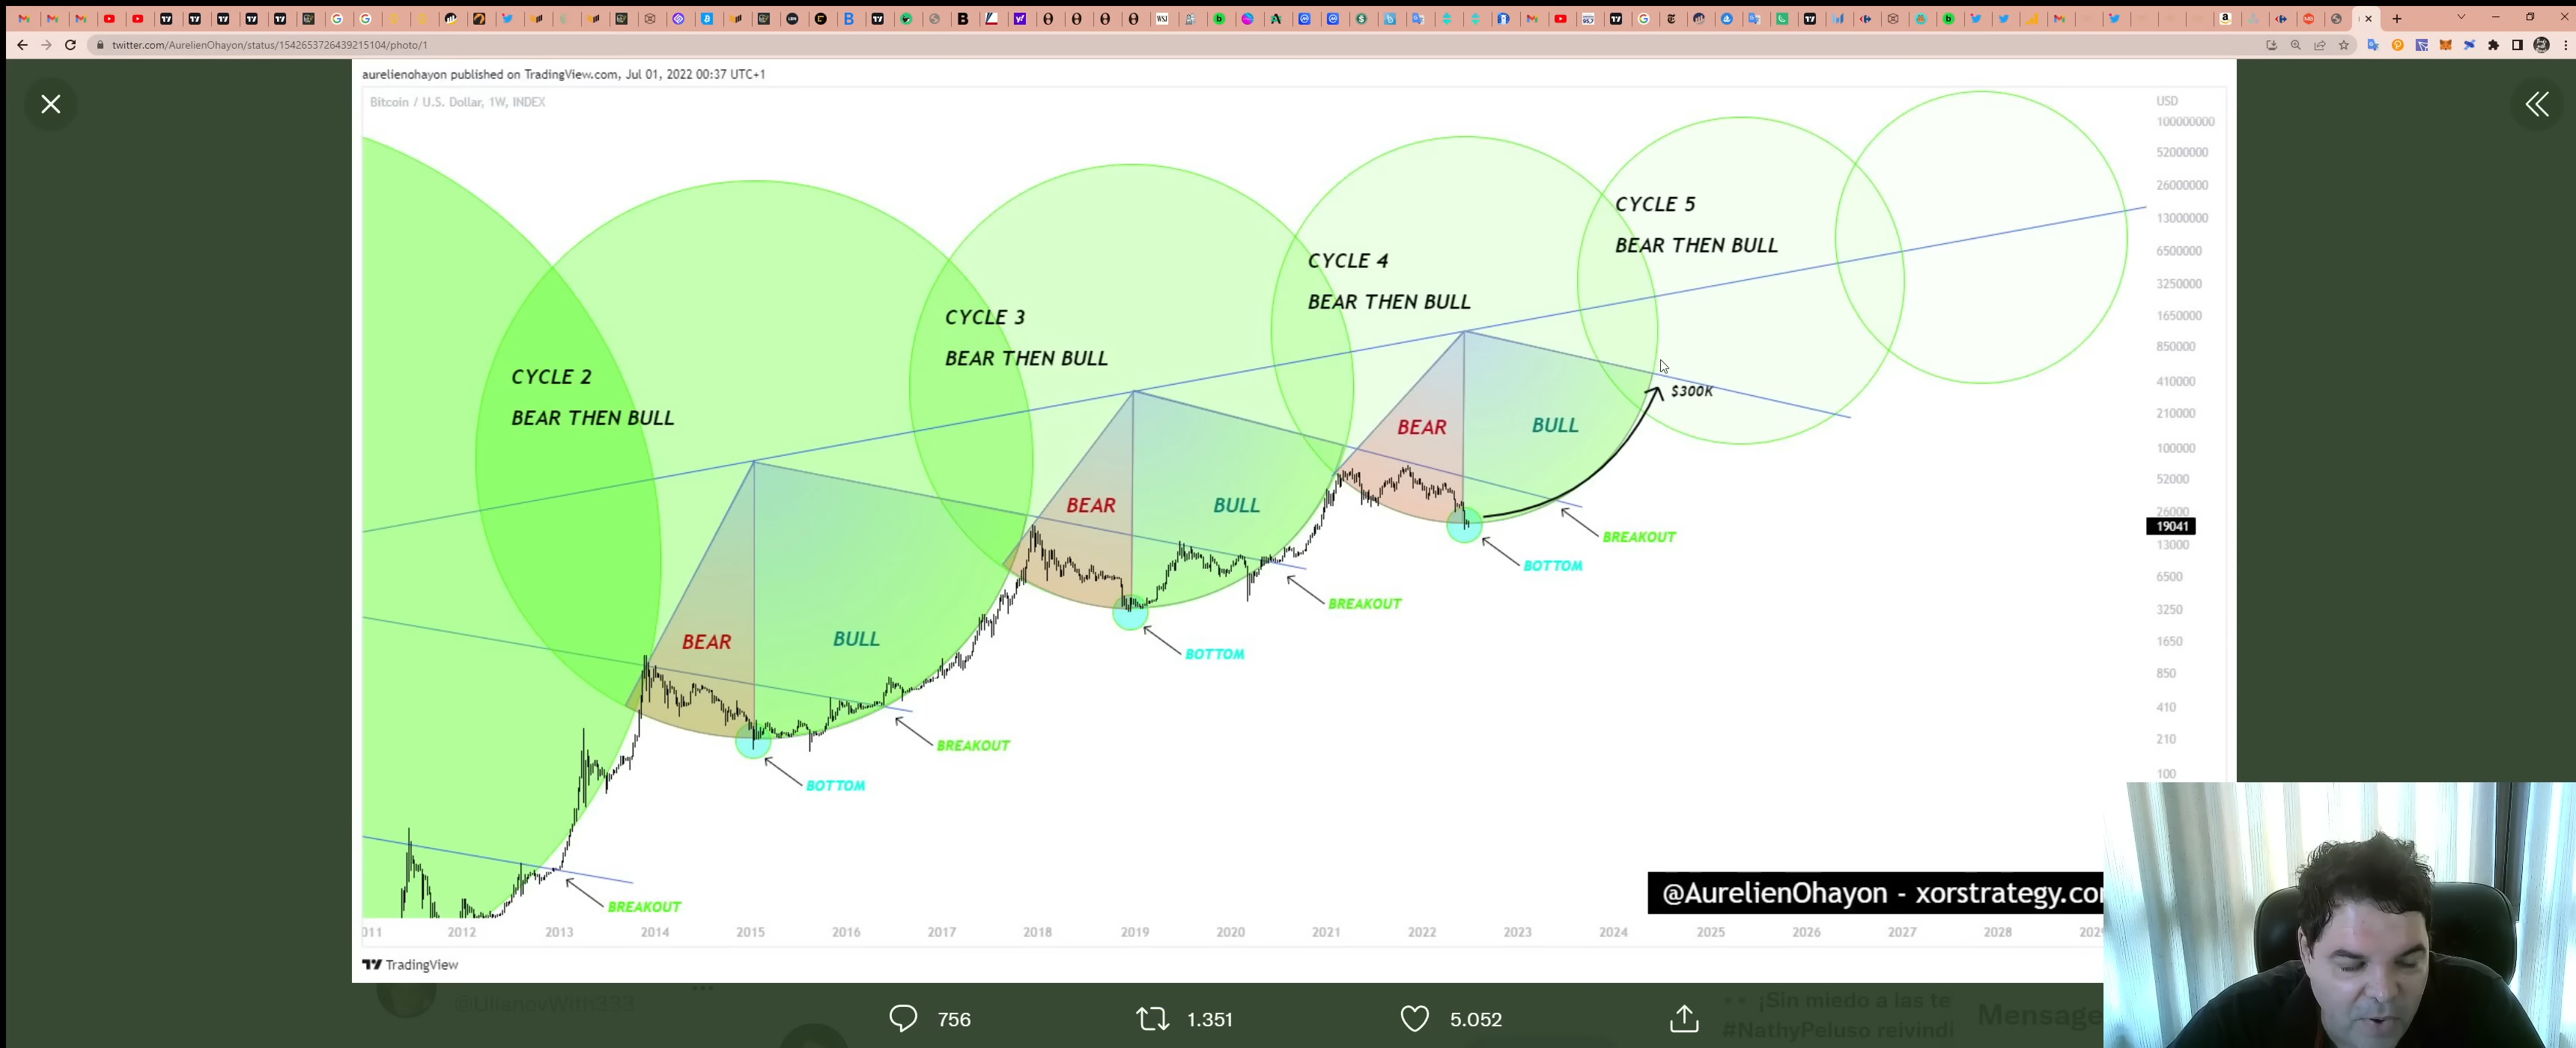 twitter.com/AurelienOhayon/status/1542653726439215104/photo/1
aurelienohayon published on TradingView.com, Jul 01, 2022 00:37 UTC+1
Bitcoin / U.S. Dollar, 1W, INDEX
USD
100000000
52000000
26000000
13000000
6500000
3250000
1650000
850000
410000
210000
100000
52000
26000
19041
13000
6500
3250
1650
850
410
210
100
CYCLE 5
BEAR THEN BULL
CYCLE 4
BEAR THEN BULL
CYCLE 3
BEAR THEN BULL
CYCLE 2
BEAR THEN BULL
$300K
BEAR
BULL
BREAKOUT
BOTTOM
BEAR
BULL
BREAKOUT
BOTTOM
BEAR
BULL
BREAKOUT
BOTTOM
BREAKOUT
@AurelienOhayon - xorstrategy.co
011 2012 2013 2014 2015 2016 2017 2018 2019 2020 2021 2022 2023 2024 2025 2026 2027 2028 202
TradingView
@UlianovWith333
756 1.351 5.052
¡Sin miedo a las te
#NathyPeluso reivindi
Mensage